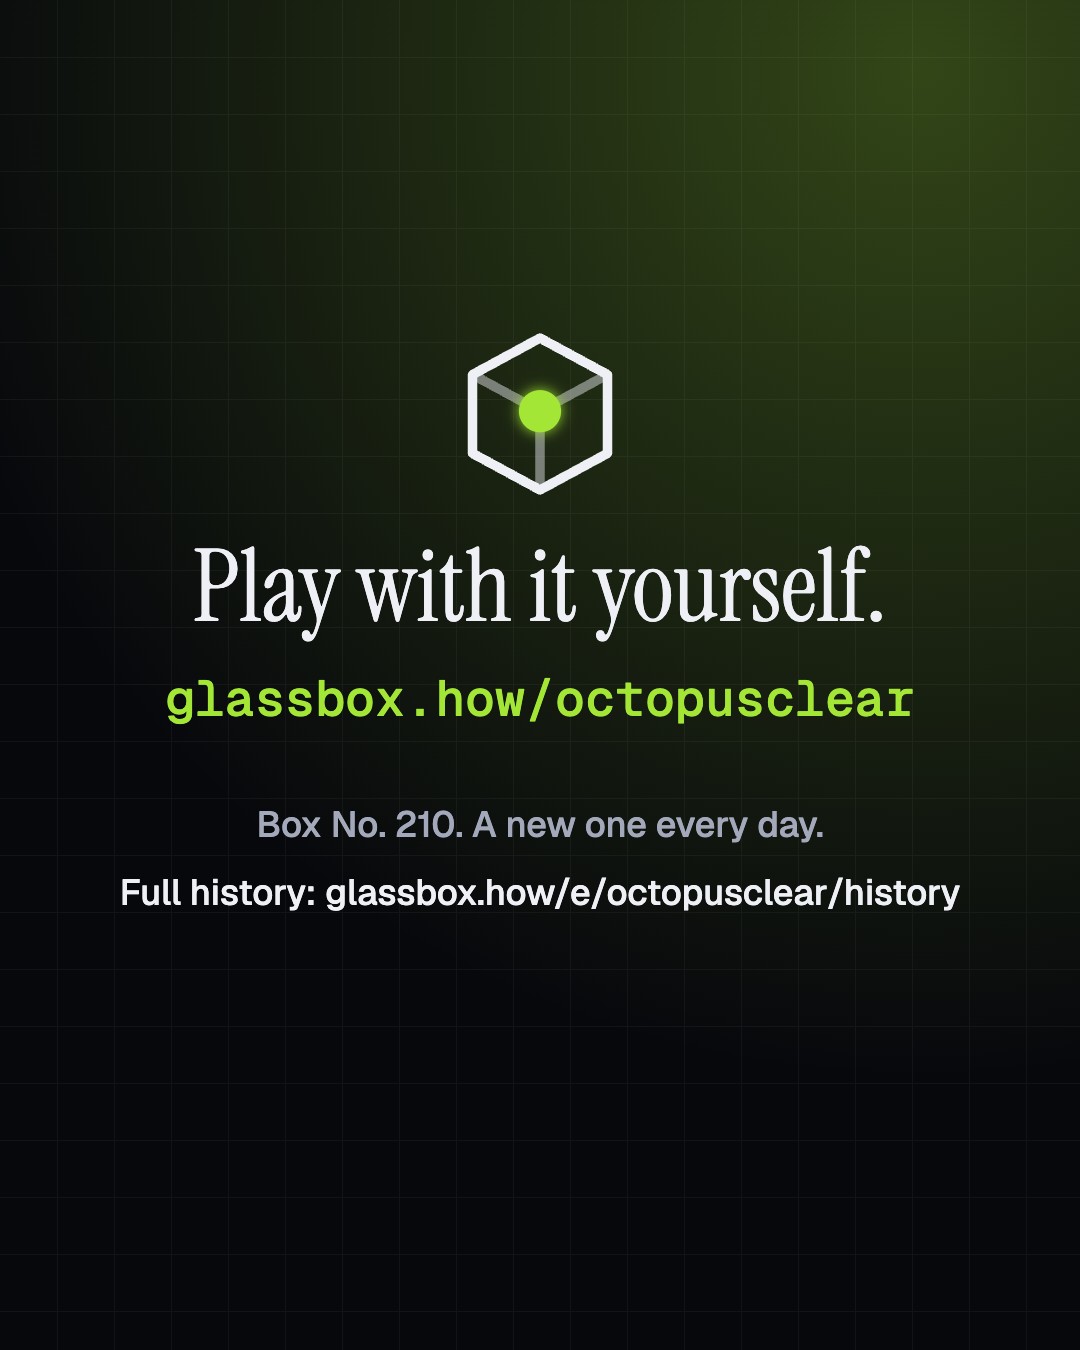 Play with it yourself.
glassbox.how/octopusclear
Box No. 210. A new one every day.
Full history: glassbox.how/e/octopusclear/history